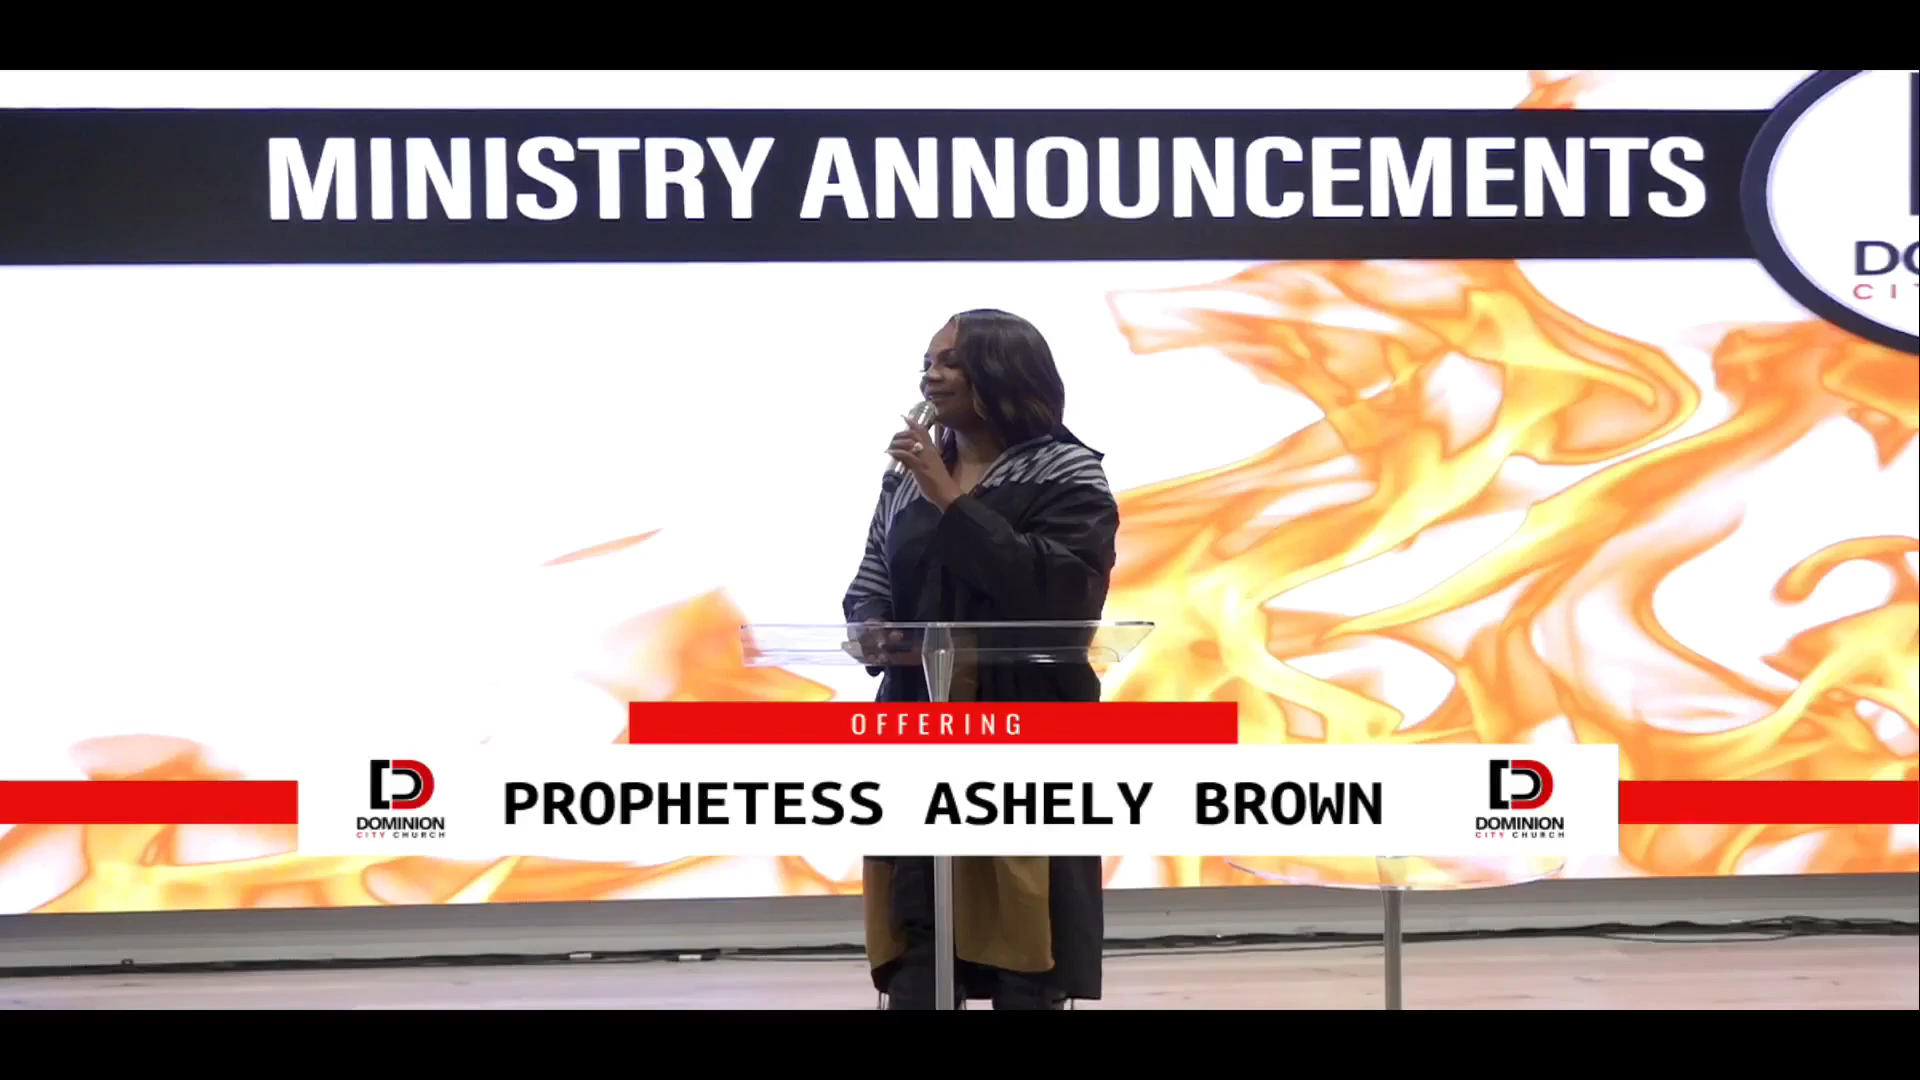 MINISTRY ANNOUNCEMENTS
OFFERING
DOMINION
CITY CHURCH
PROPHETESS ASHELY BROWN
DOMINION
CITY CHURCH